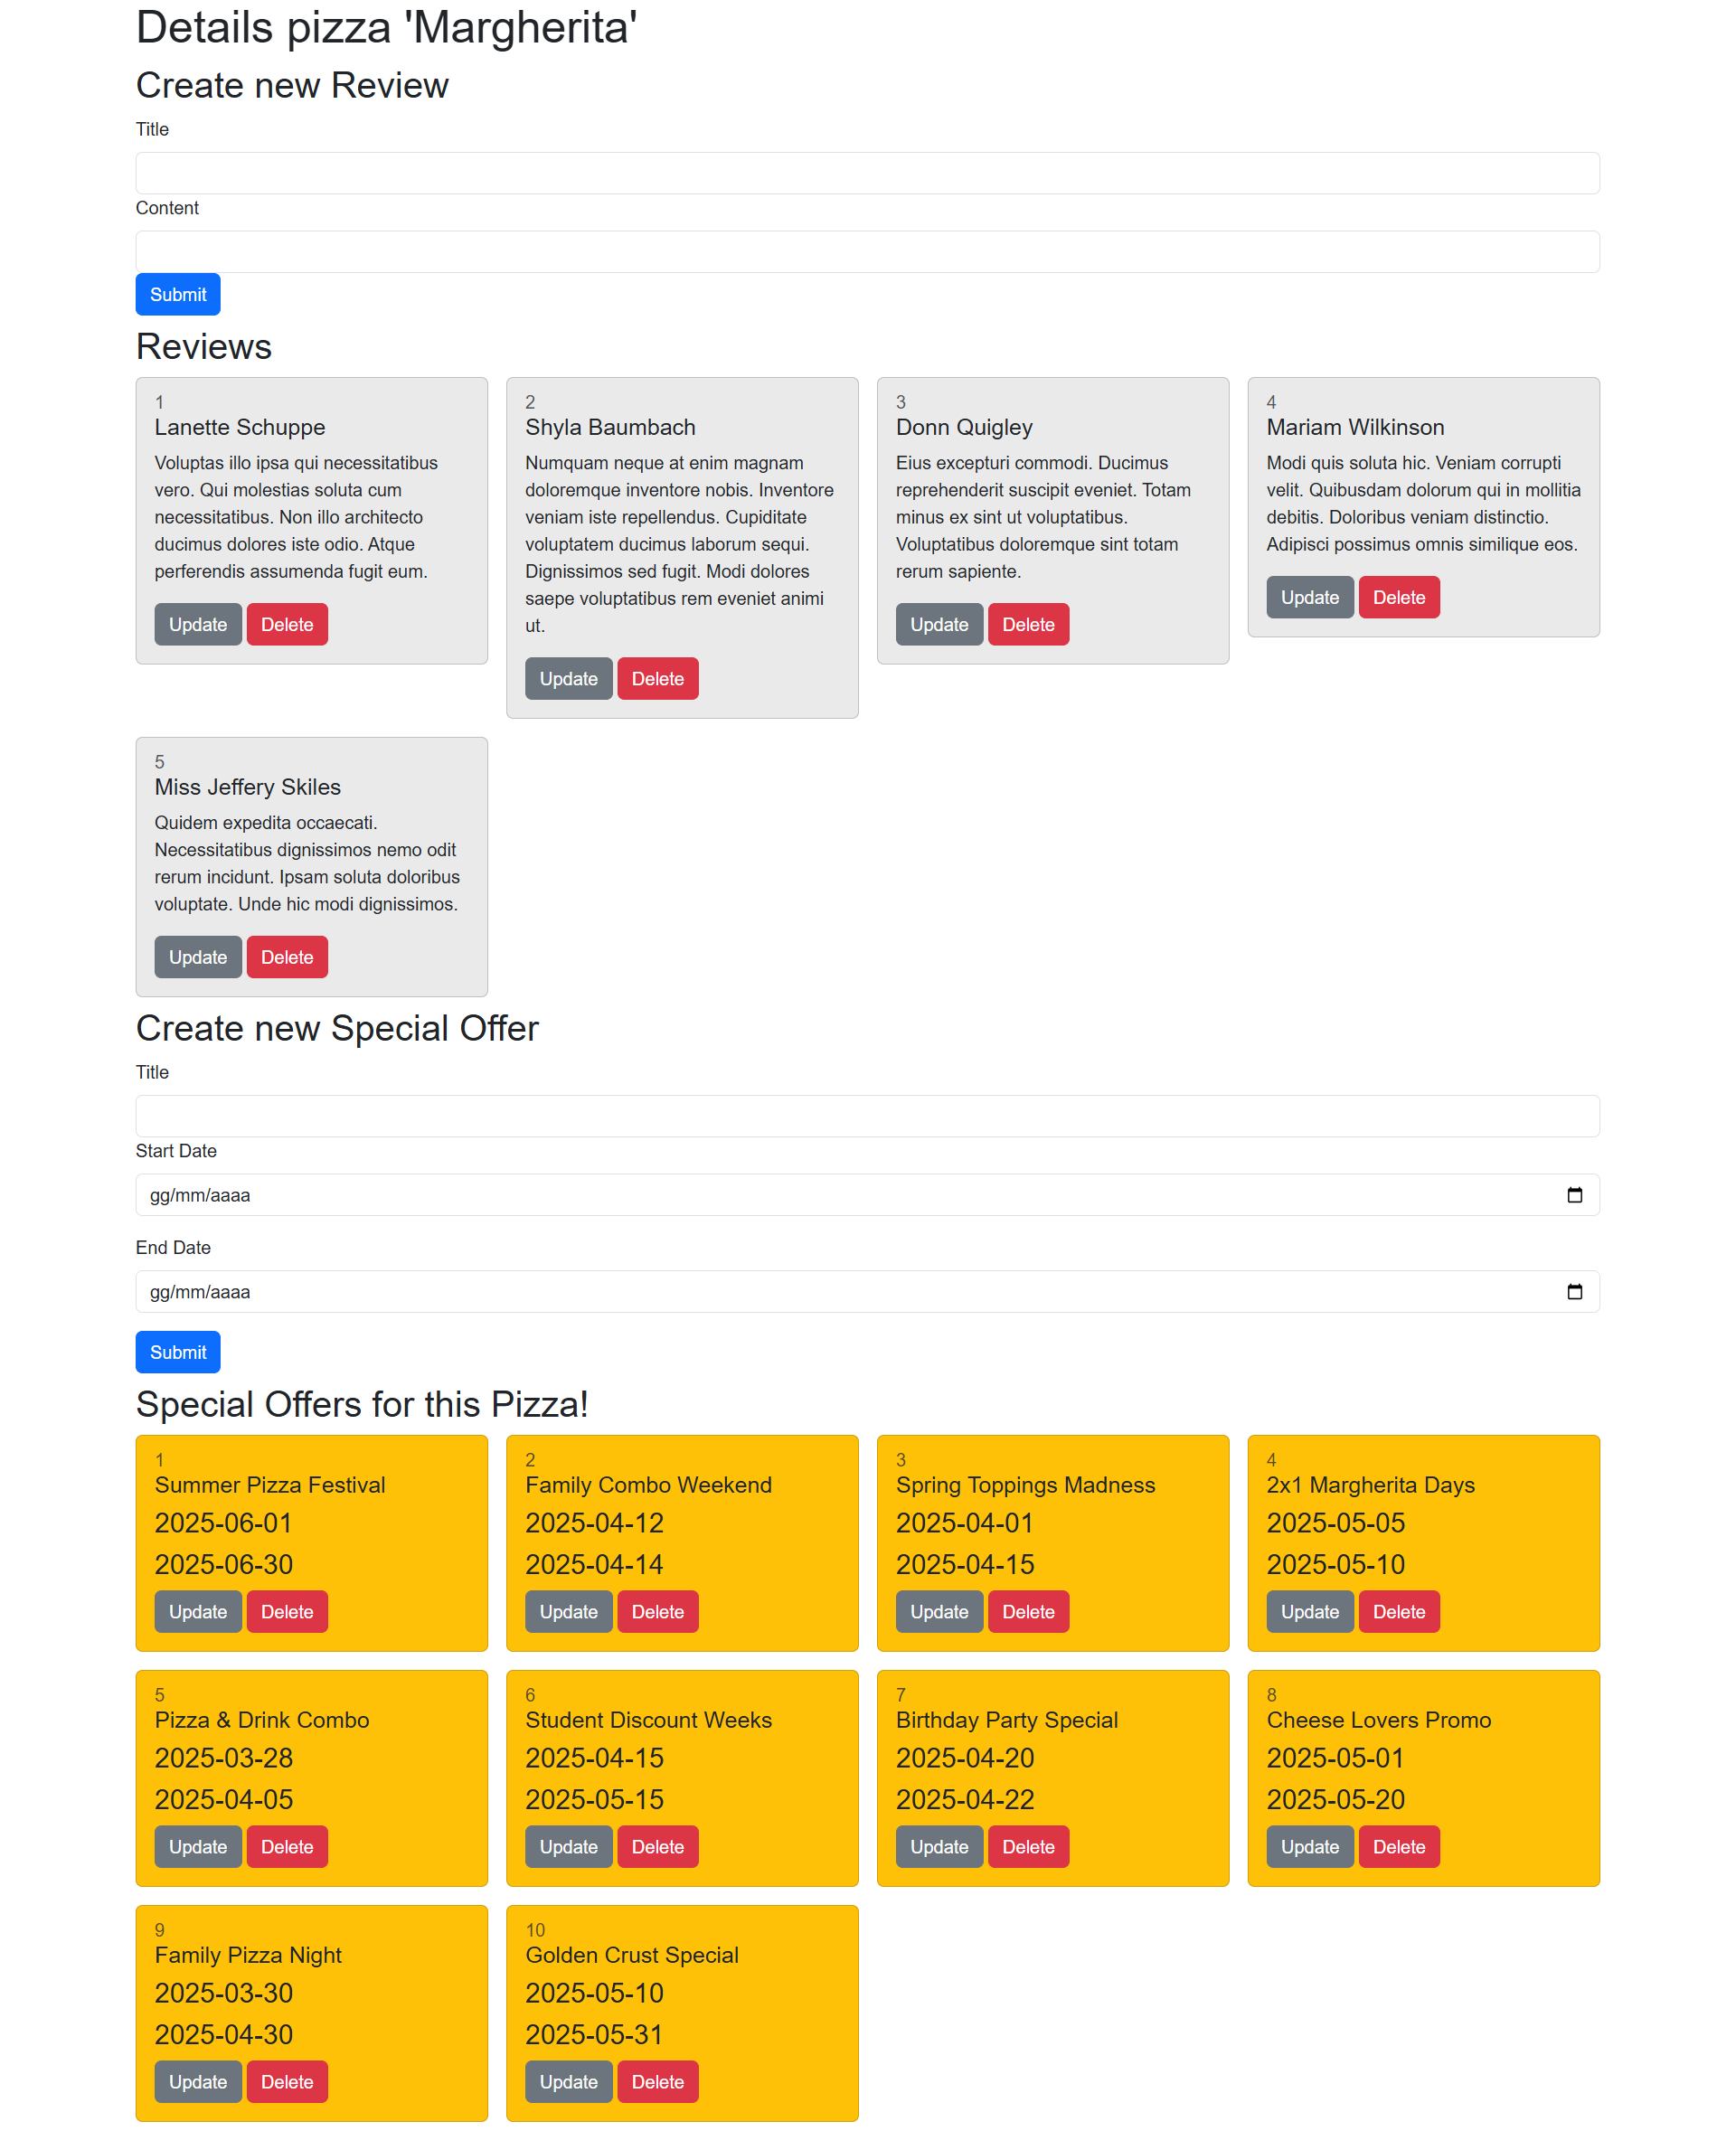 Details pizza 'Margherita'
Create new Review
Title
Content
Submit
Reviews
1
Lanette Schuppe
Voluptas illo ipsa qui necessitatibus
vero. Qui molestias soluta cum
necessitatibus. Non illo architecto
ducimus dolores iste odio. Atque
perferendis assumenda fugit eum.
Update Delete
2
Shyla Baumbach
Numquam neque at enim magnam
doloremque inventore nobis. Inventore
veniam iste repellendus. Cupiditate
voluptatem ducimus laborum sequi.
Dignissimos sed fugit. Modi dolores
saepe voluptatibus rem eveniet animi
ut.
Update Delete
3
Donn Quigley
Eius excepturi commodi. Ducimus
reprehenderit suscipit eveniet. Totam
minus ex sint ut voluptatibus.
Voluptatibus doloremque sint totam
rerum sapiente.
Update Delete
4
Mariam Wilkinson
Modi quis soluta hic. Veniam corrupti
velit. Quibusdam dolorum qui in mollitia
debitis. Doloribus veniam distinctio.
Adipisci possimus omnis similique eos.
Update Delete
5
Miss Jeffery Skiles
Quidem expedita occaecati.
Necessitatibus dignissimos nemo odit
rerum incidunt. Ipsam soluta doloribus
voluptate. Unde hic modi dignissimos.
Update Delete
Create new Special Offer
Title
Start Date
gg/mm/aaaa
End Date
gg/mm/aaaa
Submit
Special Offers for this Pizza!
1
Summer Pizza Festival
2025-06-01
2025-06-30
Update Delete
2
Family Combo Weekend
2025-04-12
2025-04-14
Update Delete
3
Spring Toppings Madness
2025-04-01
2025-04-15
Update Delete
4
2x1 Margherita Days
2025-05-05
2025-05-10
Update Delete
5
Pizza & Drink Combo
2025-03-28
2025-04-05
Update Delete
6
Student Discount Weeks
2025-04-15
2025-05-15
Update Delete
7
Birthday Party Special
2025-04-20
2025-04-22
Update Delete
8
Cheese Lovers Promo
2025-05-01
2025-05-20
Update Delete
9
Family Pizza Night
2025-03-30
2025-04-30
Update Delete
10
Golden Crust Special
2025-05-10
2025-05-31
Update Delete